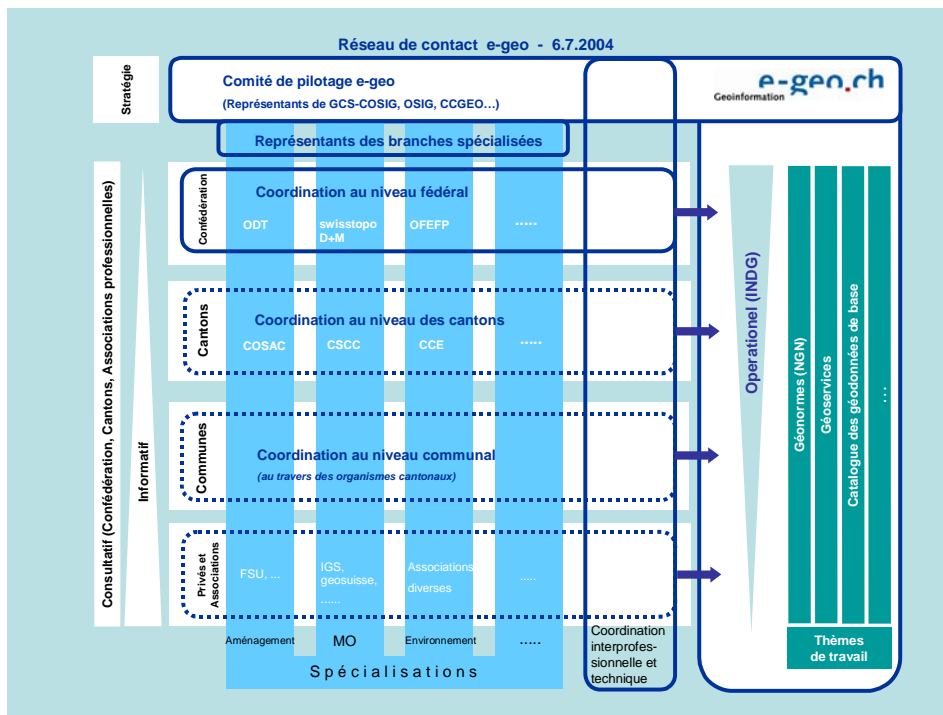 Réseau de contact e-geo - 6.7.2004
Stratégie
Comité de pilotage e-geo
(Représentants de GCS-COSIG, OSIG, CCGEO…)
e-geo.ch
Geoinformation
Représentants des branches spécialisées
Consultatif (Confédération, Cantons, Associations professionnelles)
Informatif
Confédération
Coordination au niveau fédéral
ODT
swisstopo
D+M
OFEFP
.....
Cantons
Coordination au niveau des cantons
COSAC
CSCC
CCE
.....
Communes
Coordination au niveau communal
(au travers des organismes cantonaux)
Privés et
Associations
FSU, ...
IGS,
geosuisse,
......
Associations
diverses
.....
Aménagement
MO
Environnement
.....
Spécialisations
Coordination
interprofes-
sionnelle et
technique
Operationel (INDG)
Géonormes (NGN)
Géoservices
Catalogue des géodonnées de base
...
Thèmes
de travail